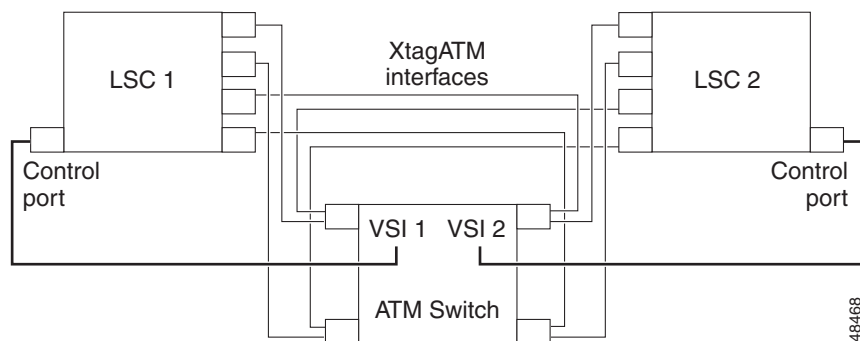 LSC 1
XtagATM
interfaces
LSC 2
Control
port
Control
port
VSI 1 VSI 2
ATM Switch
48468